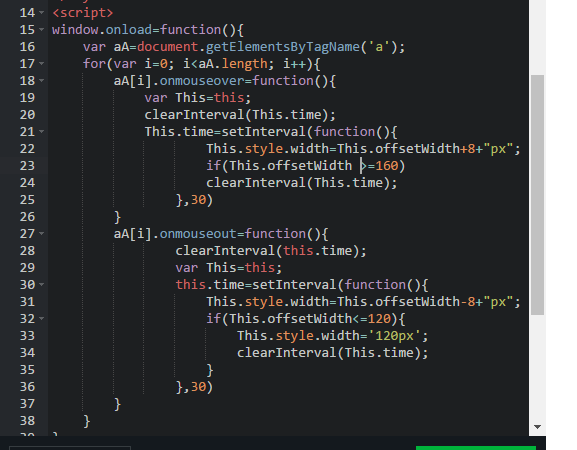 14 <script>
15 window.onload=function(){
16 var aA=document.getElementsByTagName('a');
17 for(var i=0; i<aA.length; i++){
18 aA[i].onmouseover=function(){
19 var This=this;
20 clearInterval(This.time);
21 This.time=setInterval(function(){
22 This.style.width=This.offsetWidth+8+"px";
23 if(This.offsetWidth >=160)
24 clearInterval(This.time);
25 },30)
26 }
27 aA[i].onmouseout=function(){
28 clearInterval(this.time);
29 var This=this;
30 this.time=setInterval(function(){
31 This.style.width=This.offsetWidth-8+"px";
32 if(This.offsetWidth<=120){
33 This.style.width='120px';
34 clearInterval(This.time);
35 }
36 },30)
37 }
38 }